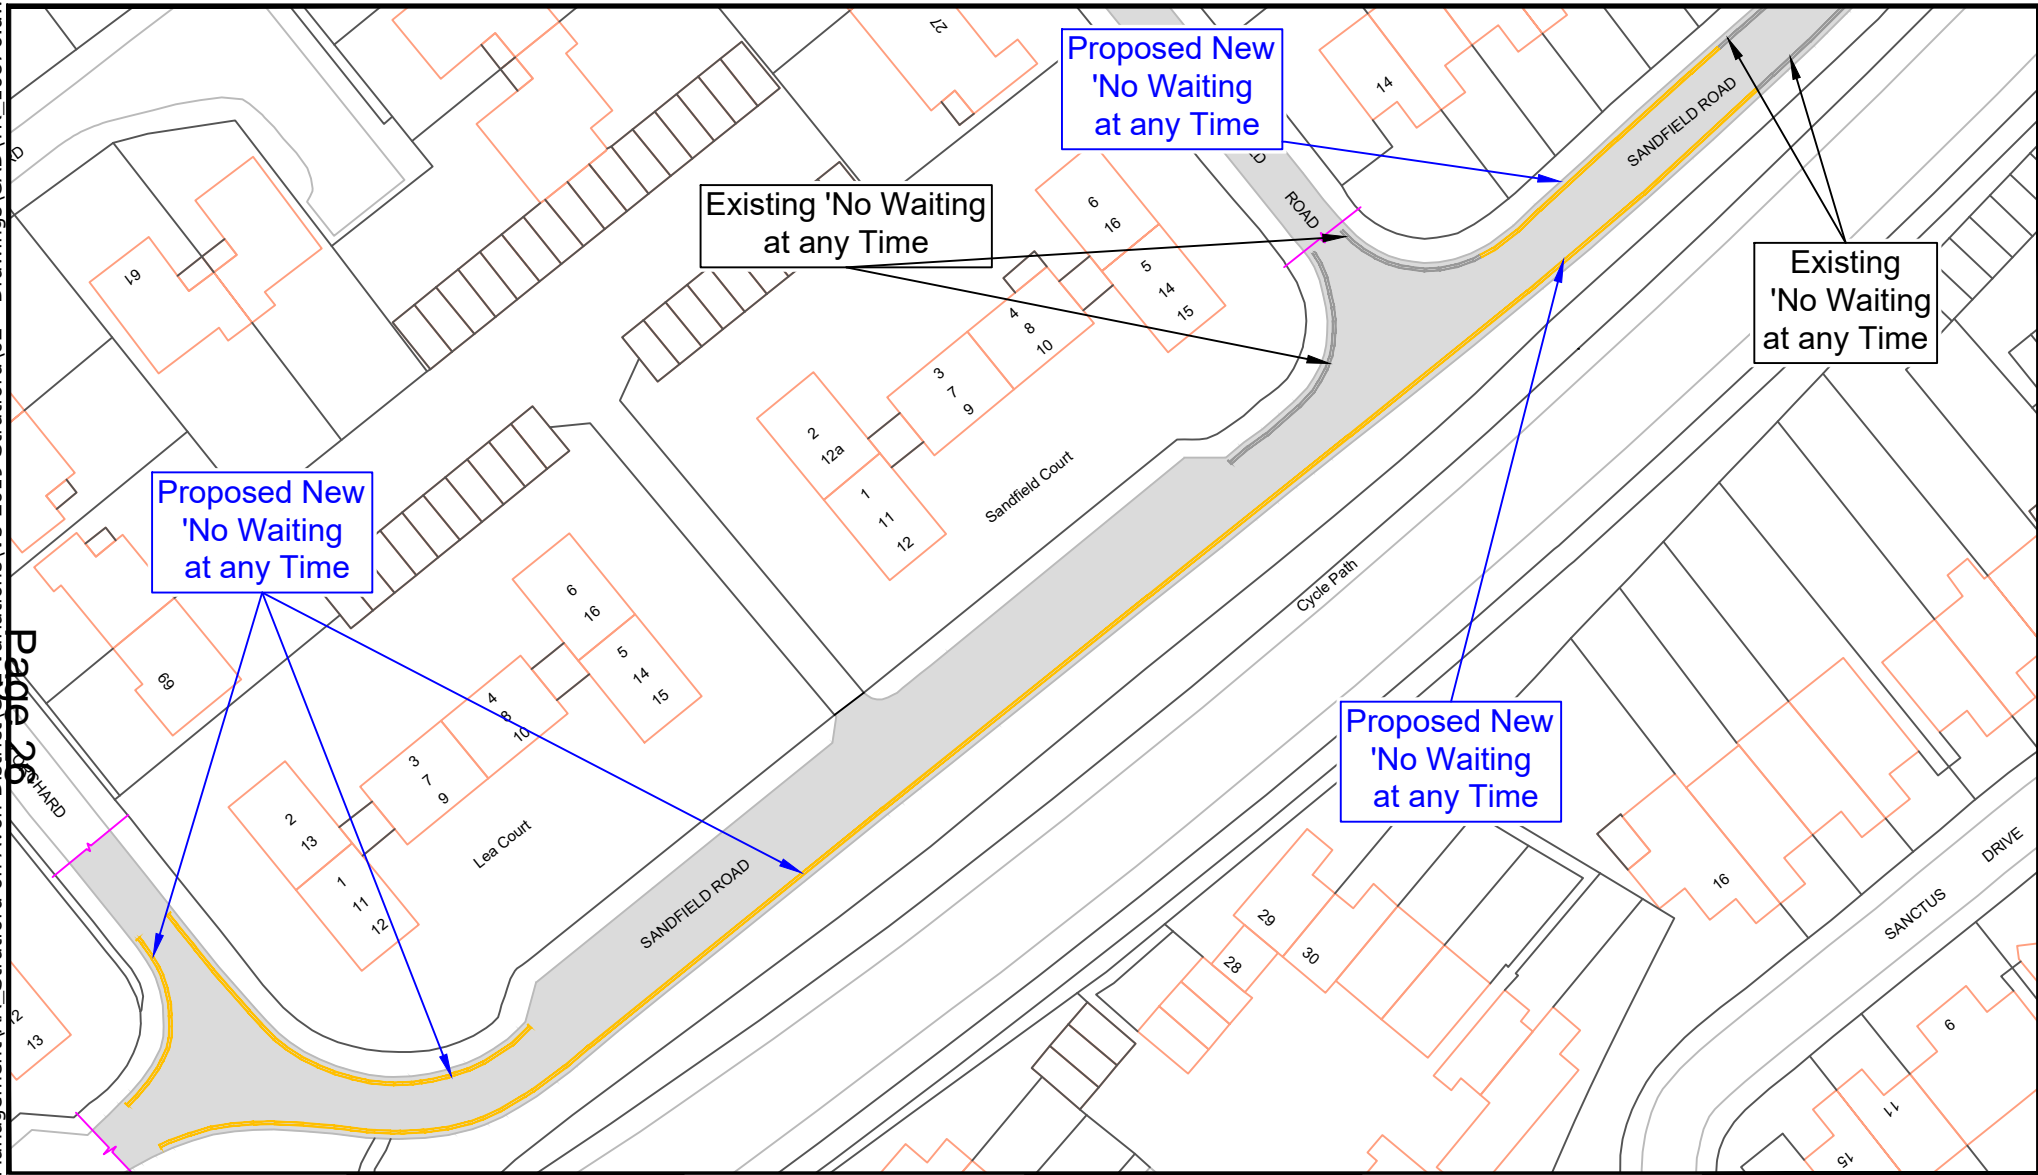 Proposed New
'No Waiting
at any Time
Existing 'No Waiting
at any Time
Existing
'No Waiting
at any Time
Proposed New
'No Waiting
at any Time
Proposed New
'No Waiting
at any Time
SANDFIELD ROAD
ROAD
Sandfield Court
Cycle Path
Lea Court
SANDFIELD ROAD
SANCTUS
DRIVE
Page 26
27
14
61
69
6
16
5
14
15
4
8
10
3
7
9
2
12a
1
11
12
6
16
5
14
15
4
8
10
3
7
9
2
13
1
11
12
13
29
30
28
16
6
11
15